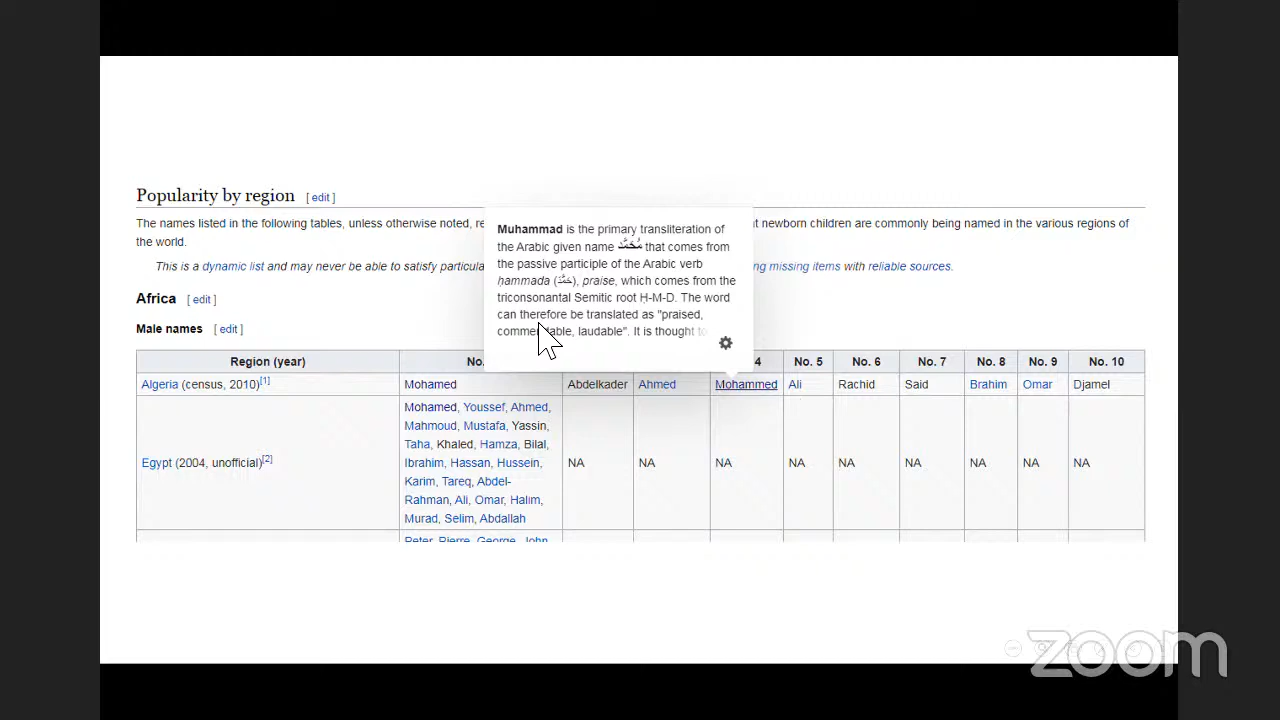 Popularity by region [ edit ]
The names listed in the following tables, unless otherwise noted, re
t newborn children are commonly being named in the various regions of
the world.
This is a dynamic list and may never be able to satisfy particula
ng missing items with reliable sources.
Muhammad is the primary transliteration of
the Arabic given name مُحَمَّد that comes from
the passive participle of the Arabic verb
ḥammada (حَمَّدَ), praise, which comes from the
triconsonantal Semitic root Ḥ-M-D. The word
can therefore be translated as "praised,
commendable, laudable". It is thought to
Africa [ edit ]
Male names [ edit ]
Region (year) No. 4 No. 5 No. 6 No. 7 No. 8 No. 9 No. 10
Algeria (census, 2010)[1] Mohamed Abdelkader Ahmed Mohammed Ali Rachid Said Brahim Omar Djamel
Mohamed, Youssef, Ahmed,
Mahmoud, Mustafa, Yassin,
Taha, Khaled, Hamza, Bilal,
Egypt (2004, unofficial)[2] Ibrahim, Hassan, Hussein, NA NA NA NA NA NA NA NA NA
Karim, Tareq, Abdel-
Rahman, Ali, Omar, Halim,
Murad, Selim, Abdallah
Peter, Pierre, George, John
zoom